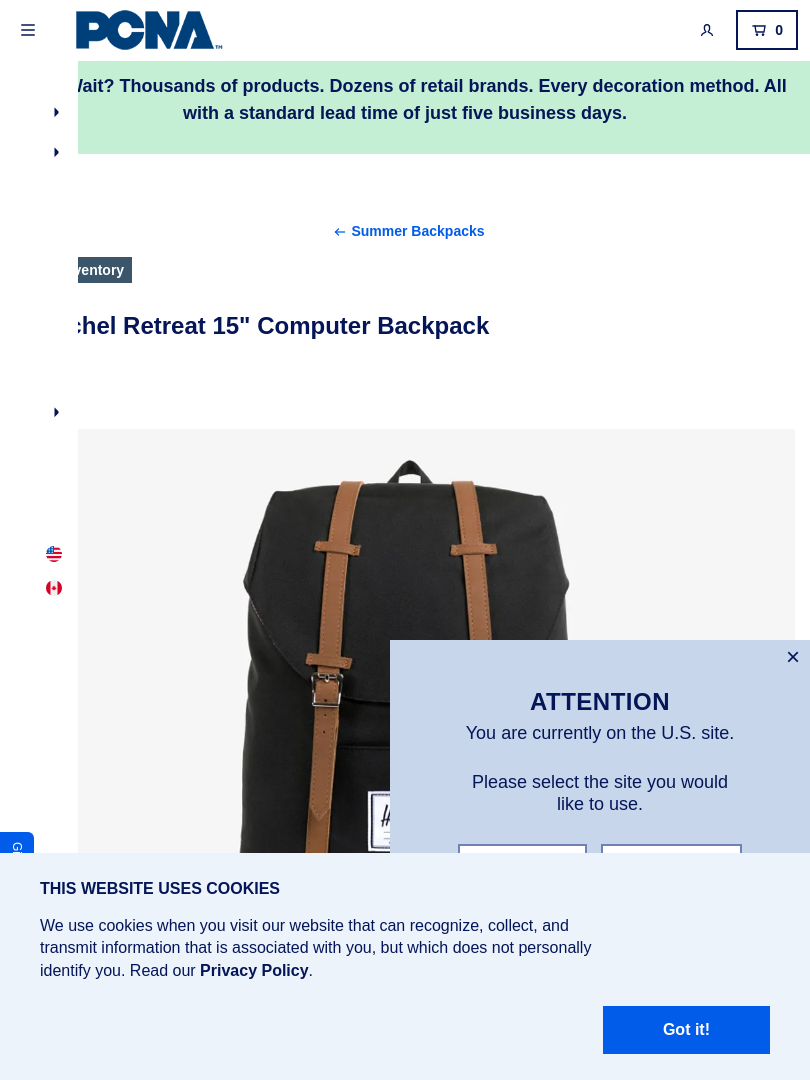 PCNA™
0
Thousands of products. Dozens of retail brands. Every decoration method. All
with a standard lead time of just five business days.
← Summer Backpacks
Retreat 15" Computer Backpack
ATTENTION
You are currently on the U.S. site.
Please select the site you would
like to use.
THIS WEBSITE USES COOKIES
We use cookies when you visit our website that can recognize, collect, and
transmit information that is associated with you, but which does not personally
identify you. Read our Privacy Policy.
Got it!